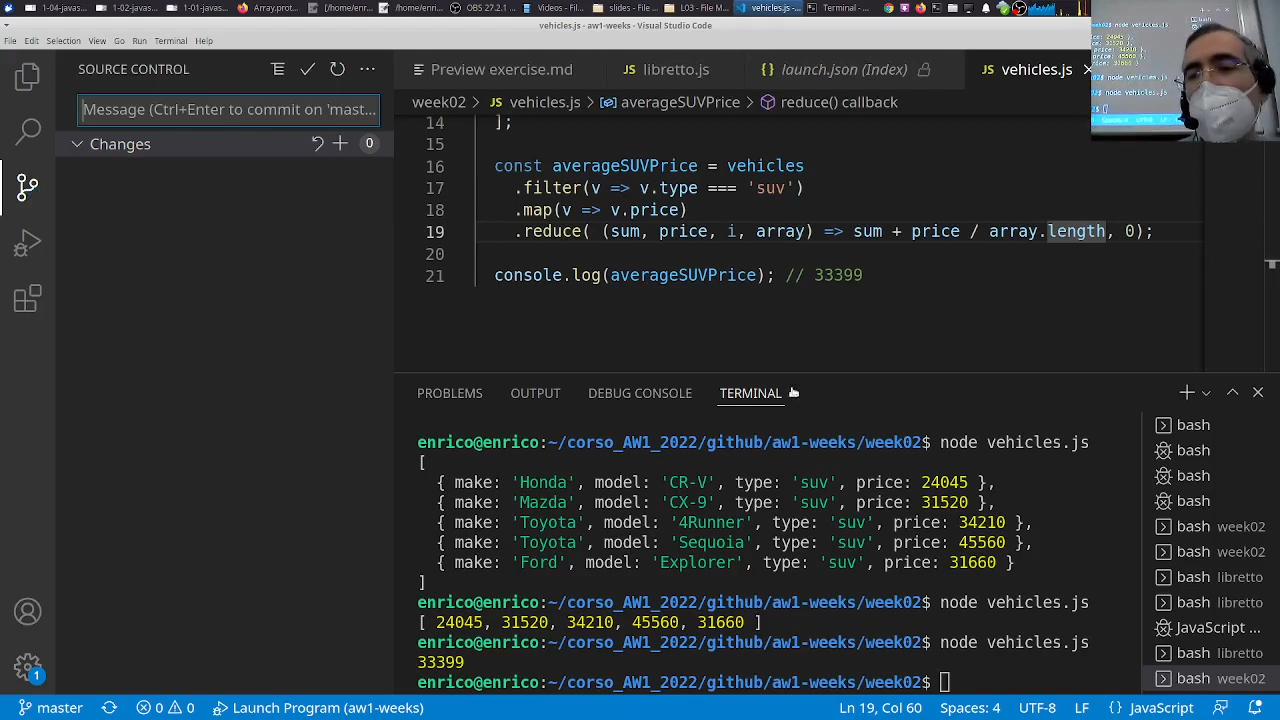 1-04-javas...
02-javas...
1-01-javas...
Array.prot...
[/home/enr...
[/home/enr...
OBS 27.2.1...
Videos - Fi...
L03 - File M...
vehicles.js...
Terminal - ...
vehicles.js - aw1-weeks - Visual Studio Code
File Edit Selection View Go Run Terminal Help
SOURCE CONTROL
Message (Ctrl+Enter to commit on 'mast...
Changes 0
Preview exercise.md
libretto.js
launch.json (Index)
vehicles.js
week02 > JS vehicles.js > averageSUVPrice > reduce() callback
14 ];
15
16 const averageSUVPrice = vehicles
17 .filter(v => v.type === 'suv')
18 .map(v => v.price)
19 .reduce( (sum, price, i, array) => sum + price / array.length, 0);
20
21 console.log(averageSUVPrice); // 33399
PROBLEMS OUTPUT DEBUG CONSOLE TERMINAL
enrico@enrico:~/corso_AW1_2022/github/aw1-weeks/week02$ node vehicles.js
[
{ make: 'Honda', model: 'CR-V', type: 'suv', price: 24045 },
{ make: 'Mazda', model: 'CX-9', type: 'suv', price: 31520 },
{ make: 'Toyota', model: '4Runner', type: 'suv', price: 34210 },
{ make: 'Toyota', model: 'Sequoia', type: 'suv', price: 45560 },
{ make: 'Ford', model: 'Explorer', type: 'suv', price: 31660 }
]
enrico@enrico:~/corso_AW1_2022/github/aw1-weeks/week02$ node vehicles.js
[ 24045, 31520, 34210, 45560, 31660 ]
enrico@enrico:~/corso_AW1_2022/github/aw1-weeks/week02$ node vehicles.js
33399
enrico@enrico:~/corso_AW1_2022/github/aw1-weeks/week02$
bash
bash
bash
bash
bash week02
bash week02
bash libretto
bash libretto
JavaScript ...
bash libretto
bash week02
1
master 0 0 Launch Program (aw1-weeks)
Ln 19, Col 60 Spaces: 4 UTF-8 LF {} JavaScript